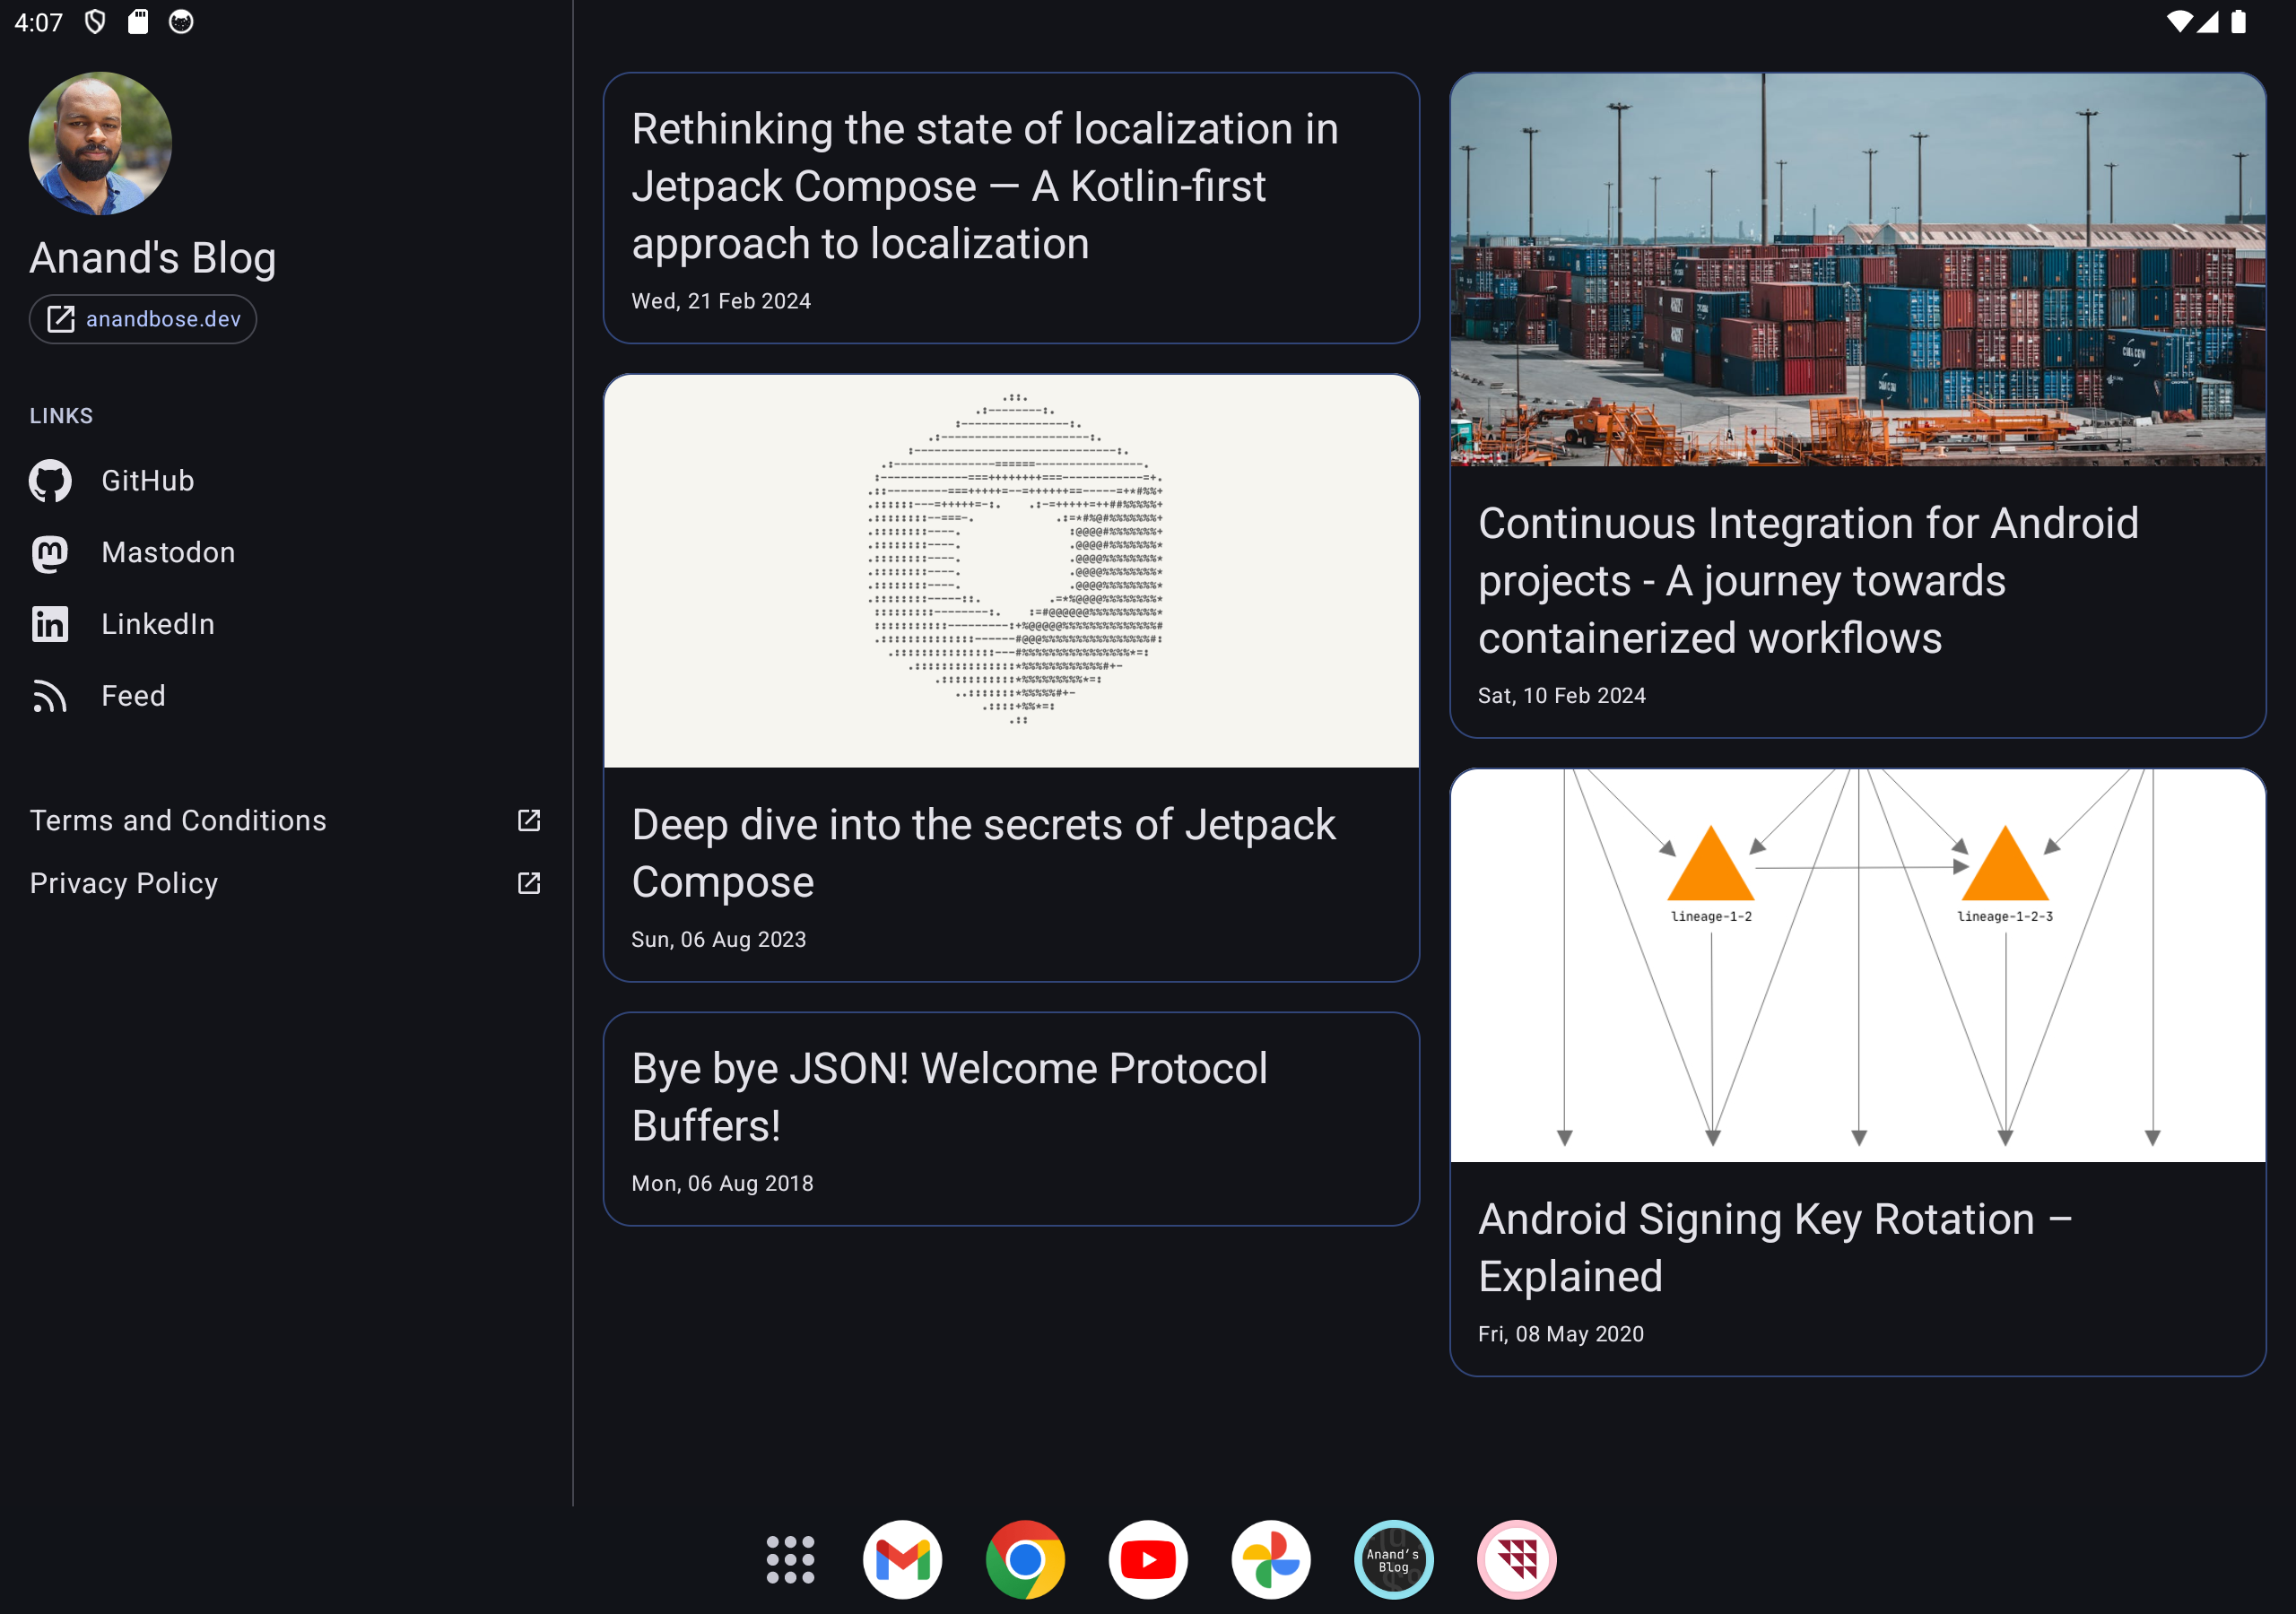 4:07
Anand's Blog
anandbose.dev
LINKS
GitHub
Mastodon
LinkedIn
Feed
Terms and Conditions
Privacy Policy
Rethinking the state of localization in
Jetpack Compose — A Kotlin-first
approach to localization
Wed, 21 Feb 2024
Deep dive into the secrets of Jetpack
Compose
Sun, 06 Aug 2023
Bye bye JSON! Welcome Protocol
Buffers!
Mon, 06 Aug 2018
Continuous Integration for Android
projects - A journey towards
containerized workflows
Sat, 10 Feb 2024
lineage-1-2
lineage-1-2-3
Android Signing Key Rotation –
Explained
Fri, 08 May 2020
Anand's
Blog